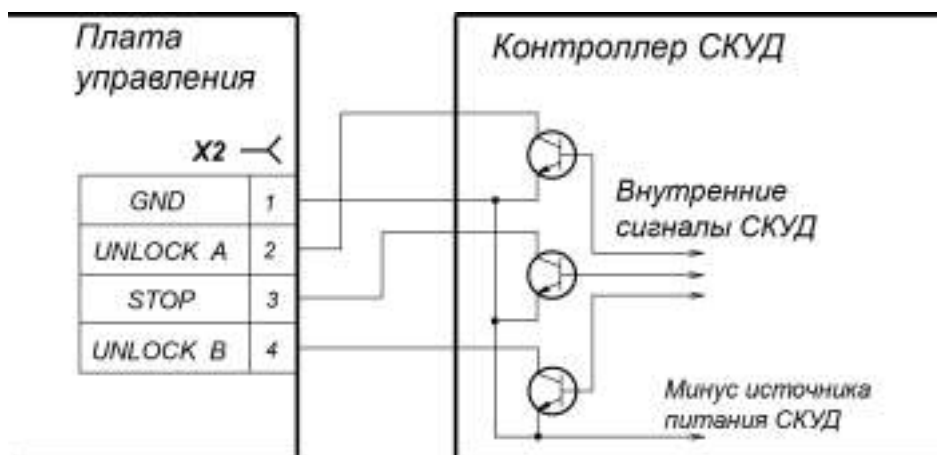 Плата
управления
Контроллер СКУД
X2
GND 1
UNLOCK A 2
STOP 3
UNLOCK B 4
Внутренние
сигналы СКУД
Минус источника
питания СКУД